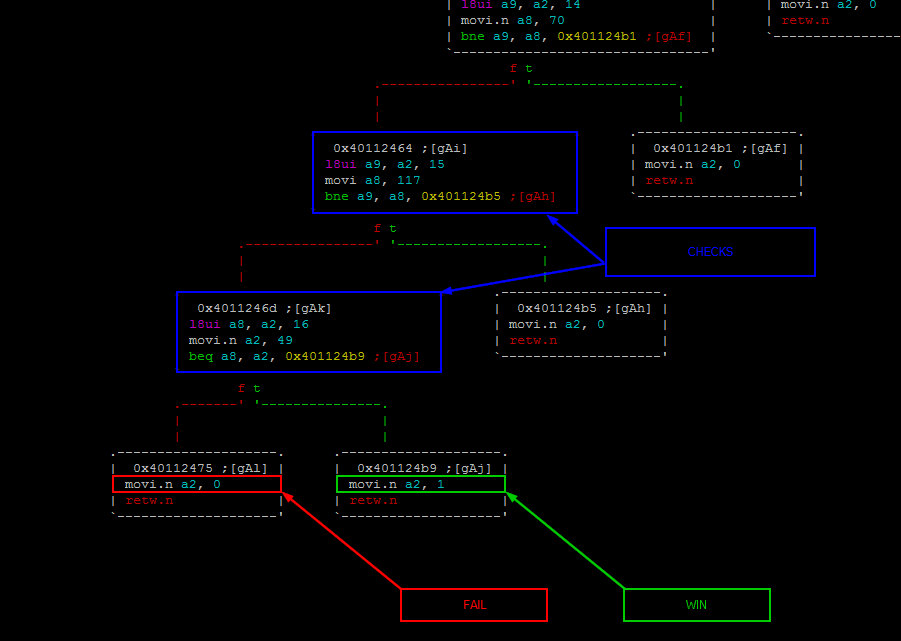 l8ui a9, a2, 14
movi.n a8, 70
bne a9, a8, 0x401124b1 ;[gAf]
movi.n a2, 0
retw.n
f t
0x40112464 ;[gAi]
l8ui a9, a2, 15
movi a8, 117
bne a9, a8, 0x401124b5 ;[gAh]
0x401124b1 ;[gAf]
movi.n a2, 0
retw.n
f t
CHECKS
0x4011246d ;[gAk]
l8ui a8, a2, 16
movi.n a2, 49
beq a8, a2, 0x401124b9 ;[gAj]
0x401124b5 ;[gAh]
movi.n a2, 0
retw.n
f t
0x40112475 ;[gAl]
movi.n a2, 0
retw.n
0x401124b9 ;[gAj]
movi.n a2, 1
retw.n
FAIL
WIN